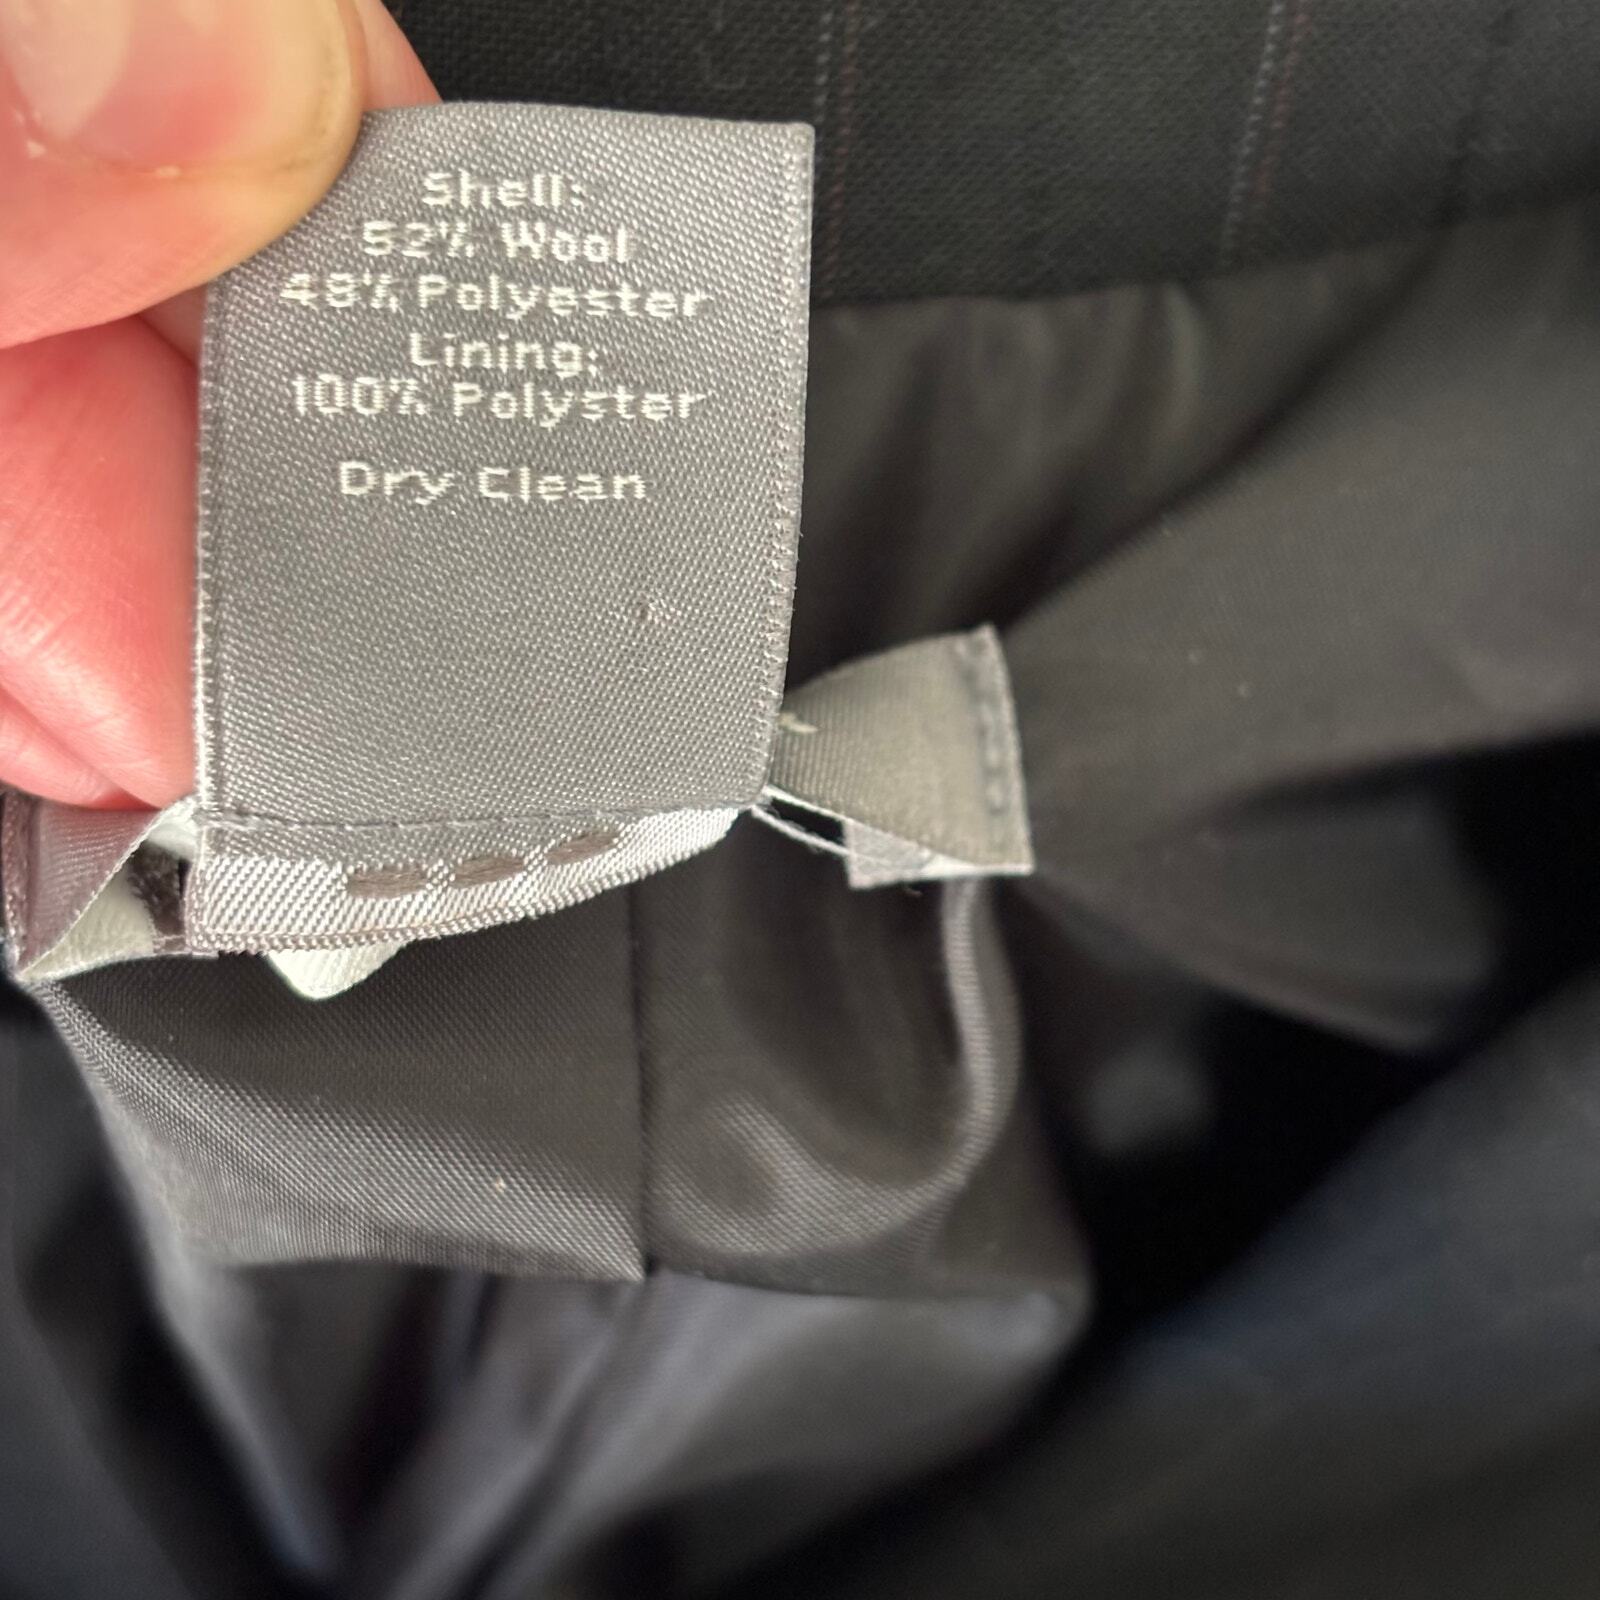 Shell:
52% Wool
48% Polyester
Lining:
100% Polyster
Dry Clean